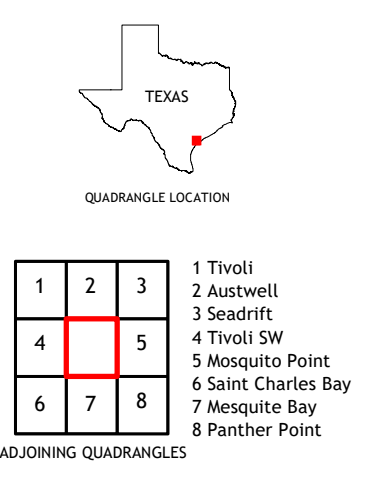 TEXAS
QUADRANGLE LOCATION
1 2 3
4 5
6 7 8
1 Tivoli
2 Austwell
3 Seadrift
4 Tivoli SW
5 Mosquito Point
6 Saint Charles Bay
7 Mesquite Bay
8 Panther Point
ADJOINING QUADRANGLES